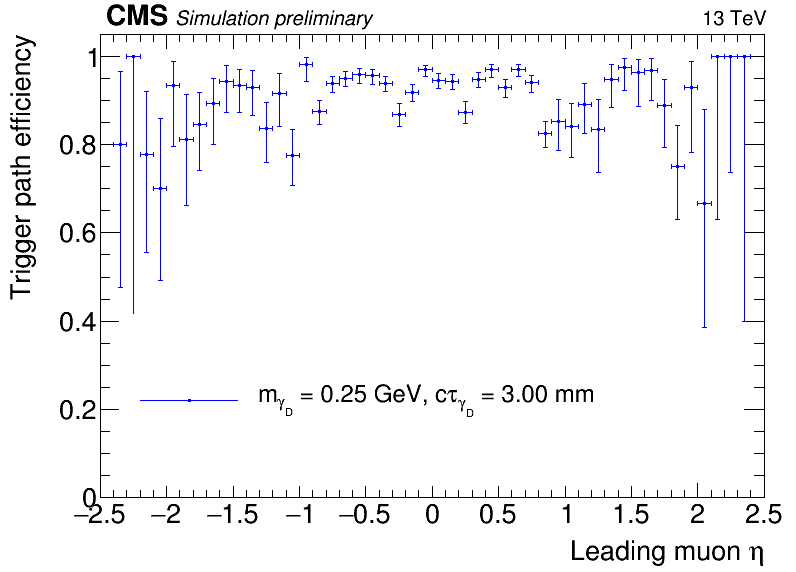 CMS Simulation preliminary 13 TeV
Trigger path efficiency
1
0.8
0.6
0.4
0.2
0
m_γ_D = 0.25 GeV, cτ_γ_D = 3.00 mm
−2.5 −2 −1.5 −1 −0.5 0 0.5 1 1.5 2 2.5
Leading muon η